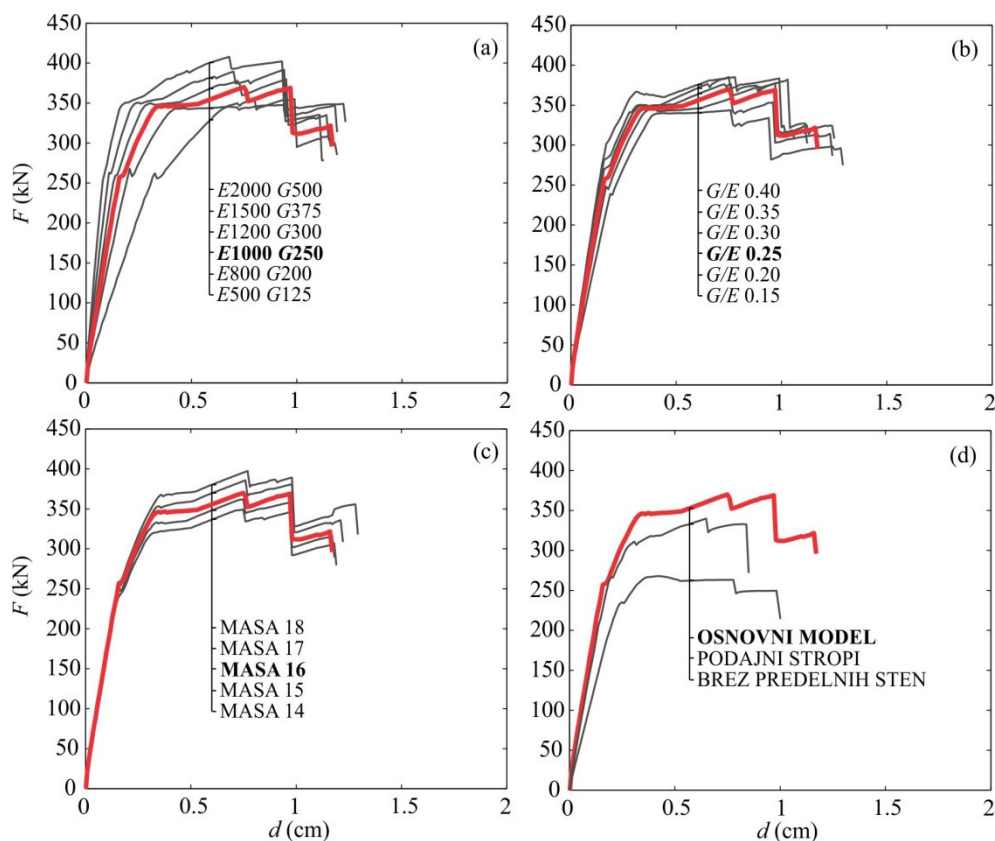 (a)
450
400
350
300
250
200
150
100
50
0
F (kN)
E2000 G500
E1500 G375
E1200 G300
E1000 G250
E800 G200
E500 G125
0 0.5 1 1.5 2
(b)
450
400
350
300
250
200
150
100
50
0
G/E 0.40
G/E 0.35
G/E 0.30
G/E 0.25
G/E 0.20
G/E 0.15
0 0.5 1 1.5 2
(c)
450
400
350
300
250
200
150
100
50
0
F (kN)
MASA 18
MASA 17
MASA 16
MASA 15
MASA 14
0 0.5 1 1.5 2
d (cm)
(d)
450
400
350
300
250
200
150
100
50
0
OSNOVNI MODEL
PODAJNI STROPI
BREZ PREDELNIH STEN
0 0.5 1 1.5 2
d (cm)